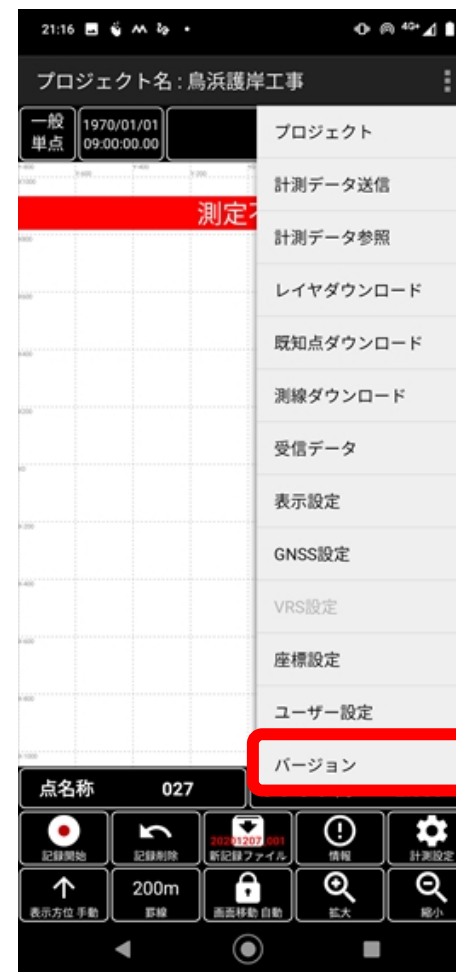 21:16
4G+
プロジェクト名 : 鳥浜護岸工事
一般
単点
1970/01/01
09:00:00.00
測定
プロジェクト
計測データ送信
計測データ参照
レイヤダウンロード
既知点ダウンロード
測線ダウンロード
受信データ
表示設定
GNSS設定
VRS設定
座標設定
ユーザー設定
バージョン
点名称 027
記録開始
記録削除
20201207_001
新記録ファイル
情報
計測設定
表示方位 手動
200m
罫線
画面移動 自動
拡大
縮小